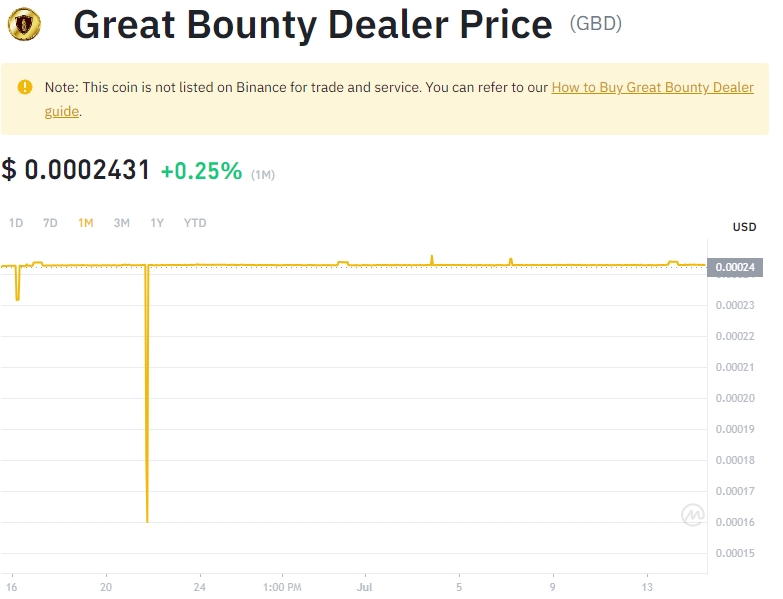 Great Bounty Dealer Price (GBD)
Note: This coin is not listed on Binance for trade and service. You can refer to our How to Buy Great Bounty Dealer
guide.
$ 0.0002431 +0.25% (1M)
1D 7D 1M 3M 1Y YTD
USD
0.00024
0.00023
0.00022
0.00021
0.00020
0.00019
0.00018
0.00017
0.00016
0.00015
16 20 24 1:00 PM Jul 5 9 13